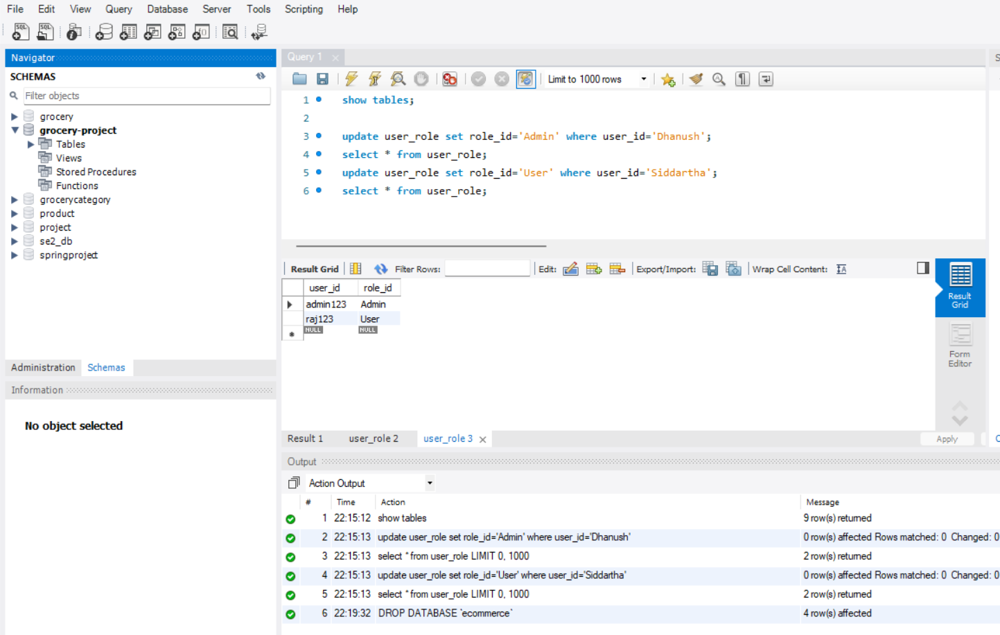 File Edit View Query Database Server Tools Scripting Help
Navigator
SCHEMAS
Filter objects
grocery
grocery-project
Tables
Views
Stored Procedures
Functions
grocerycategory
product
project
se2_db
springproject
Administration Schemas
Information
No object selected
Query 1
Limit to 1000 rows
1 show tables;
2
3 update user_role set role_id='Admin' where user_id='Dhanush';
4 select * from user_role;
5 update user_role set role_id='User' where user_id='Siddartha';
6 select * from user_role;
Result Grid Filter Rows: Edit: Export/Import: Wrap Cell Content:
user_id role_id
admin123 Admin
raj123 User
NULL NULL
Result
Grid
Form
Editor
Result 1 user_role 2 user_role 3 Apply
Output
Action Output
# Time Action Message
1 22:15:12 show tables 9 row(s) returned
2 22:15:13 update user_role set role_id='Admin' where user_id='Dhanush' 0 row(s) affected Rows matched: 0 Changed: 0
3 22:15:13 select * from user_role LIMIT 0, 1000 2 row(s) returned
4 22:15:13 update user_role set role_id='User' where user_id='Siddartha' 0 row(s) affected Rows matched: 0 Changed: 0
5 22:15:13 select * from user_role LIMIT 0, 1000 2 row(s) returned
6 22:19:32 DROP DATABASE `ecommerce` 4 row(s) affected